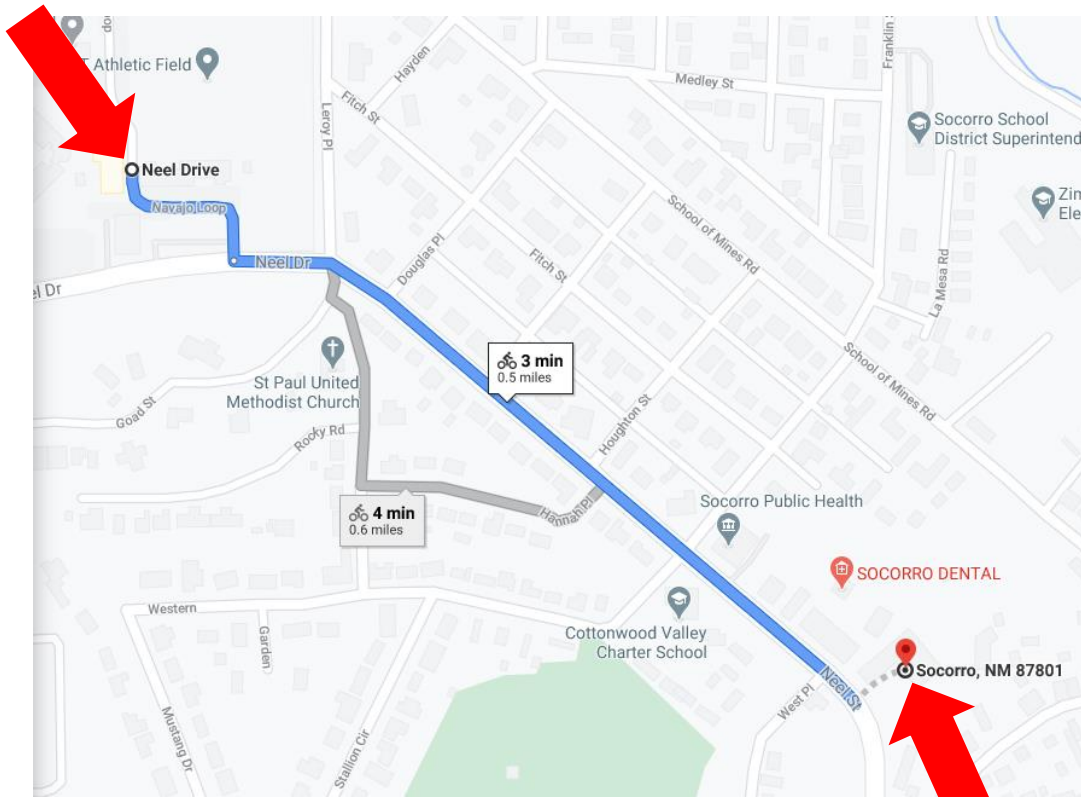 T Athletic Field
Hayden
Medley St
Franklin
Fitch St
Leroy Pl
Socorro School
District Superintend
Neel Drive
Navajo Loop
Zin
Ele
School of Mines Rd
Douglas Pl
Fitch St
Neel Dr
el Dr
La Mesa Rd
3 min
0.5 miles
School of Mines Rd
St Paul United
Methodist Church
Goad St
Rocky Rd
Houghton St
4 min
0.6 miles
Hannah Pl
Socorro Public Health
SOCORRO DENTAL
Western
Garden
Cottonwood Valley
Charter School
Socorro, NM 87801
Neel St
West Pl
Mustang Dr
Stallion Cir